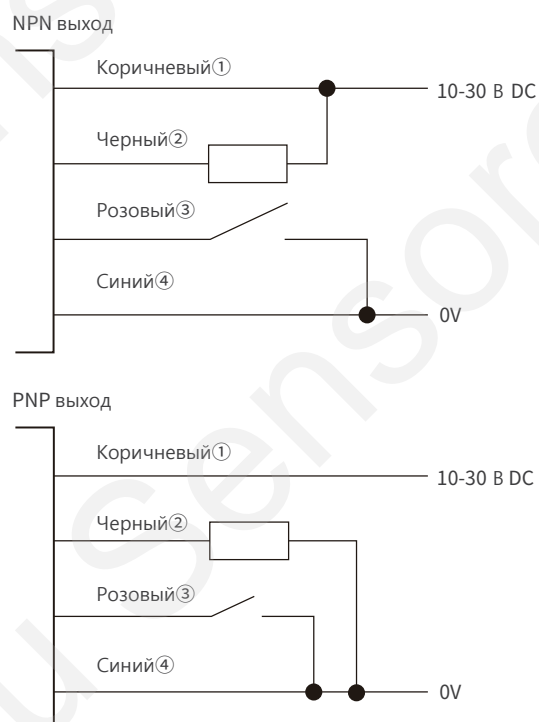 NPN выход
Коричневый①
10-30 В DC
Черный②
Розовый③
Синий④
0V
PNP выход
Коричневый①
10-30 В DC
Черный②
Розовый③
Синий④
0V